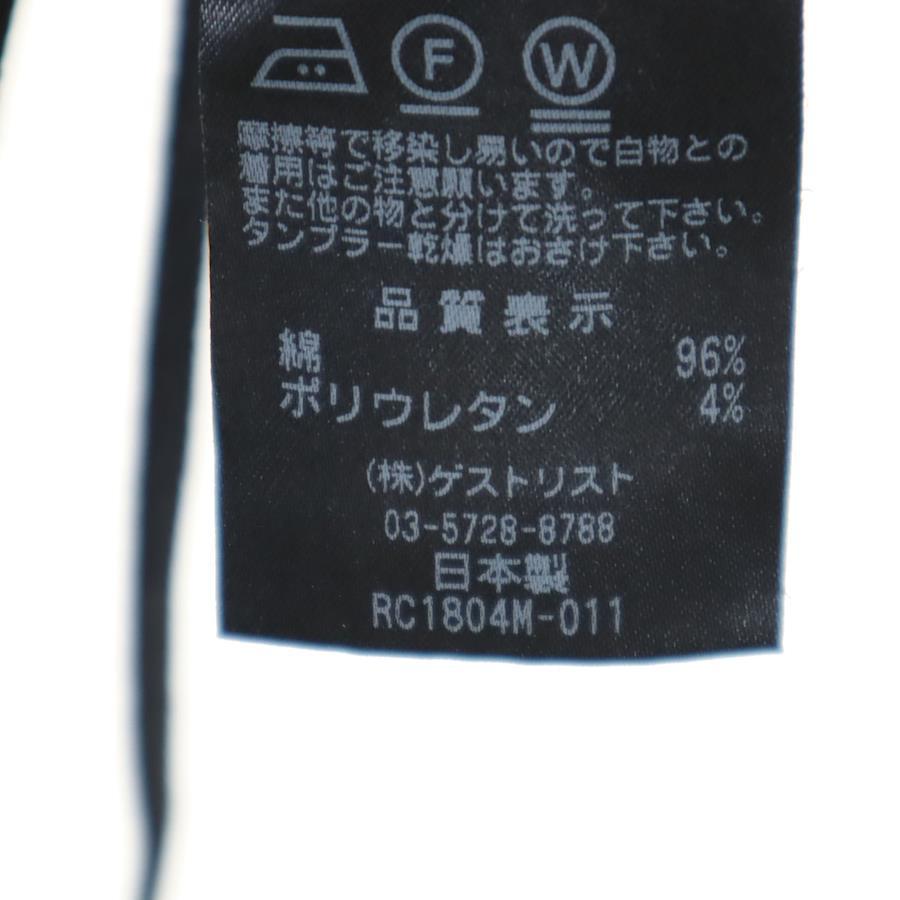 F W
摩擦等で移染し易いので白物との
着用はご注意願います。
また他の物と分けて洗って下さい。
タンブラー乾燥はおさけ下さい。
品質表示
綿 96%
ポリウレタン 4%
(株)ゲストリスト
03-5728-8788
日本製
RC1804M-011